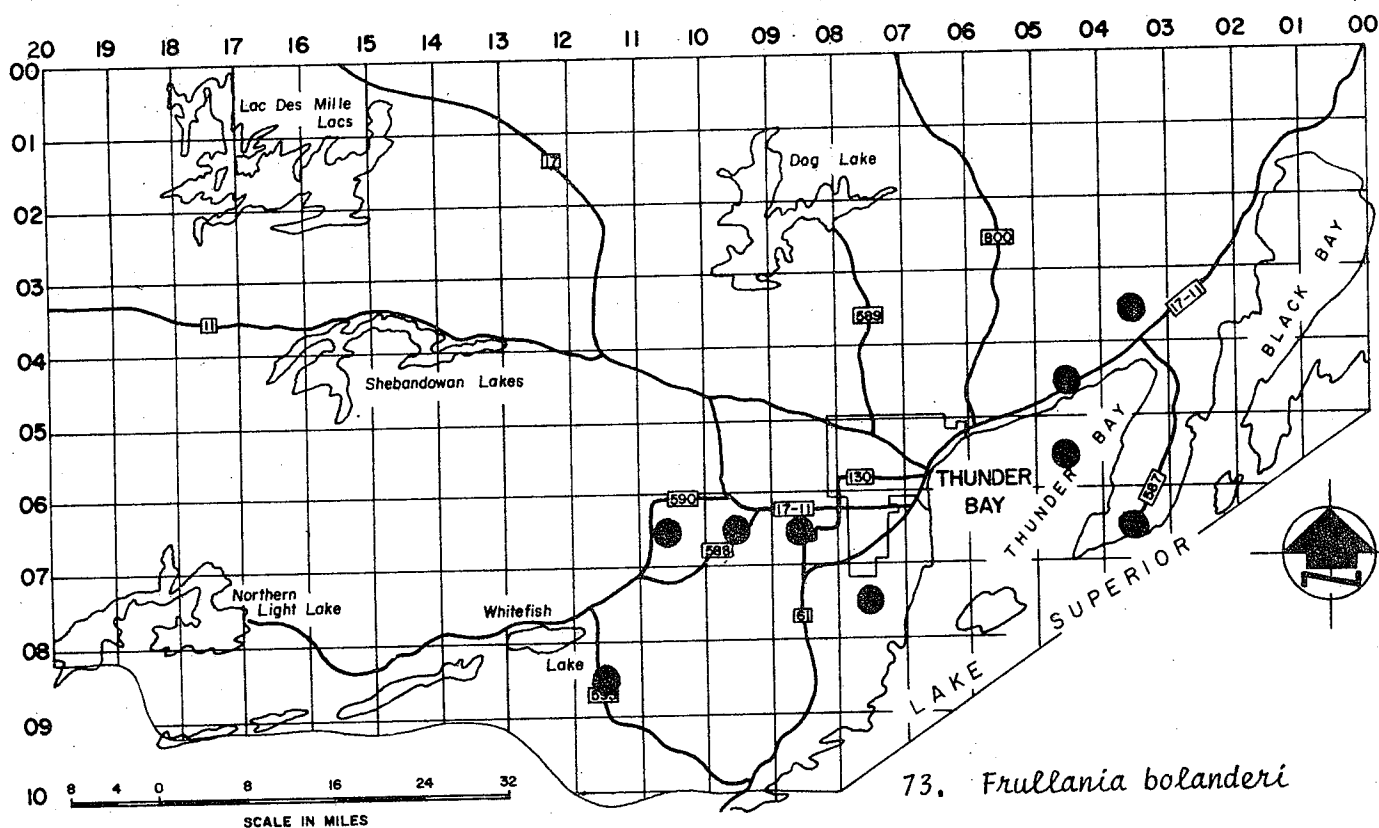 20 19 18 17 16 15 14 13 12 11 10 09 08 07 06 05 04 03 02 01 00
00
01
02
03
04
05
06
07
08
09
10
Lac Des Mille
Lacs
17
Dog Lake
800
589
17-11
BLACK BAY
11
Shebandowan Lakes
THUNDER BAY
130
THUNDER
BAY
590
17-11
588
587
Northern
Light Lake
Whitefish
Lake
61
593
LAKE SUPERIOR
N
8 4 0 8 16 24 32
SCALE IN MILES
73. Frullania bolanderi